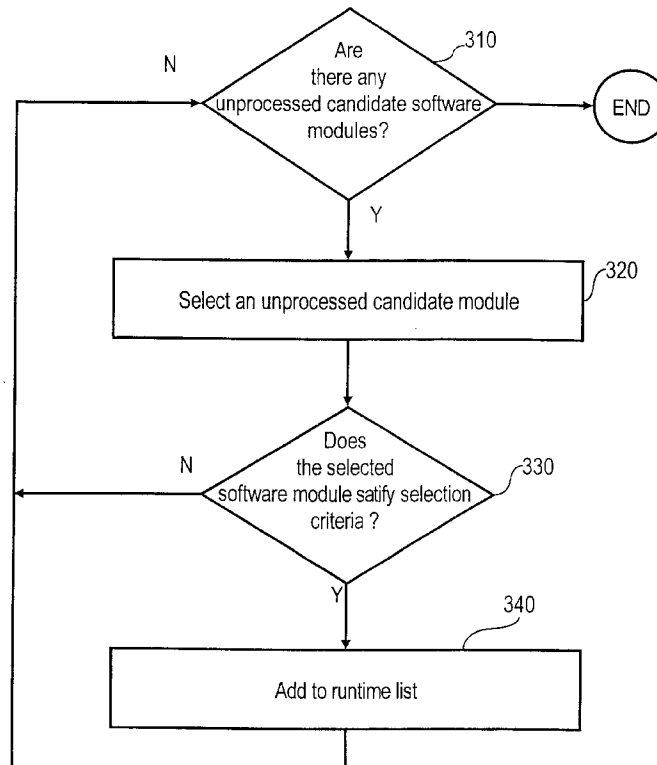 Are
there any
unprocessed candidate software
modules?
310
N
END
Y
320
Select an unprocessed candidate module
Does
the selected
software module satify selection
criteria ?
N
330
Y
340
Add to runtime list